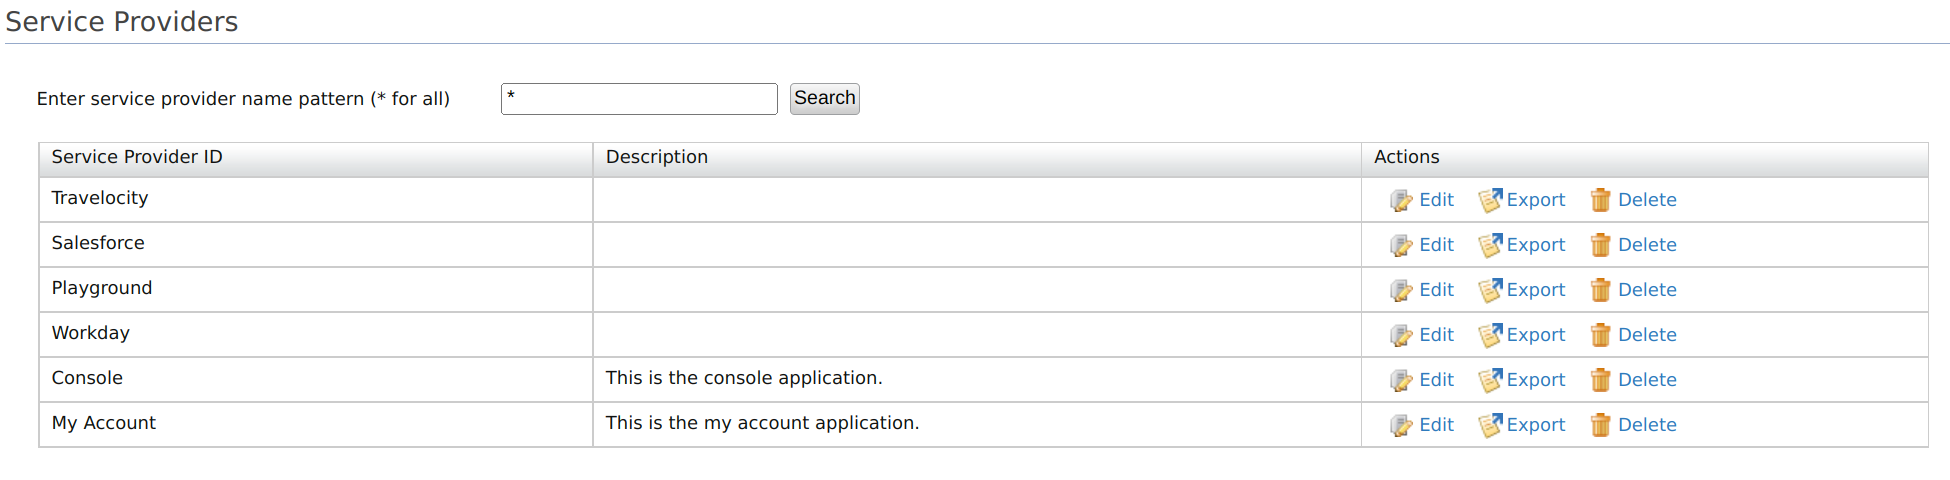 Service Providers
Enter service provider name pattern (* for all) * Search
Service Provider ID Description Actions
Travelocity Edit Export Delete
Salesforce Edit Export Delete
Playground Edit Export Delete
Workday Edit Export Delete
Console This is the console application. Edit Export Delete
My Account This is the my account application. Edit Export Delete